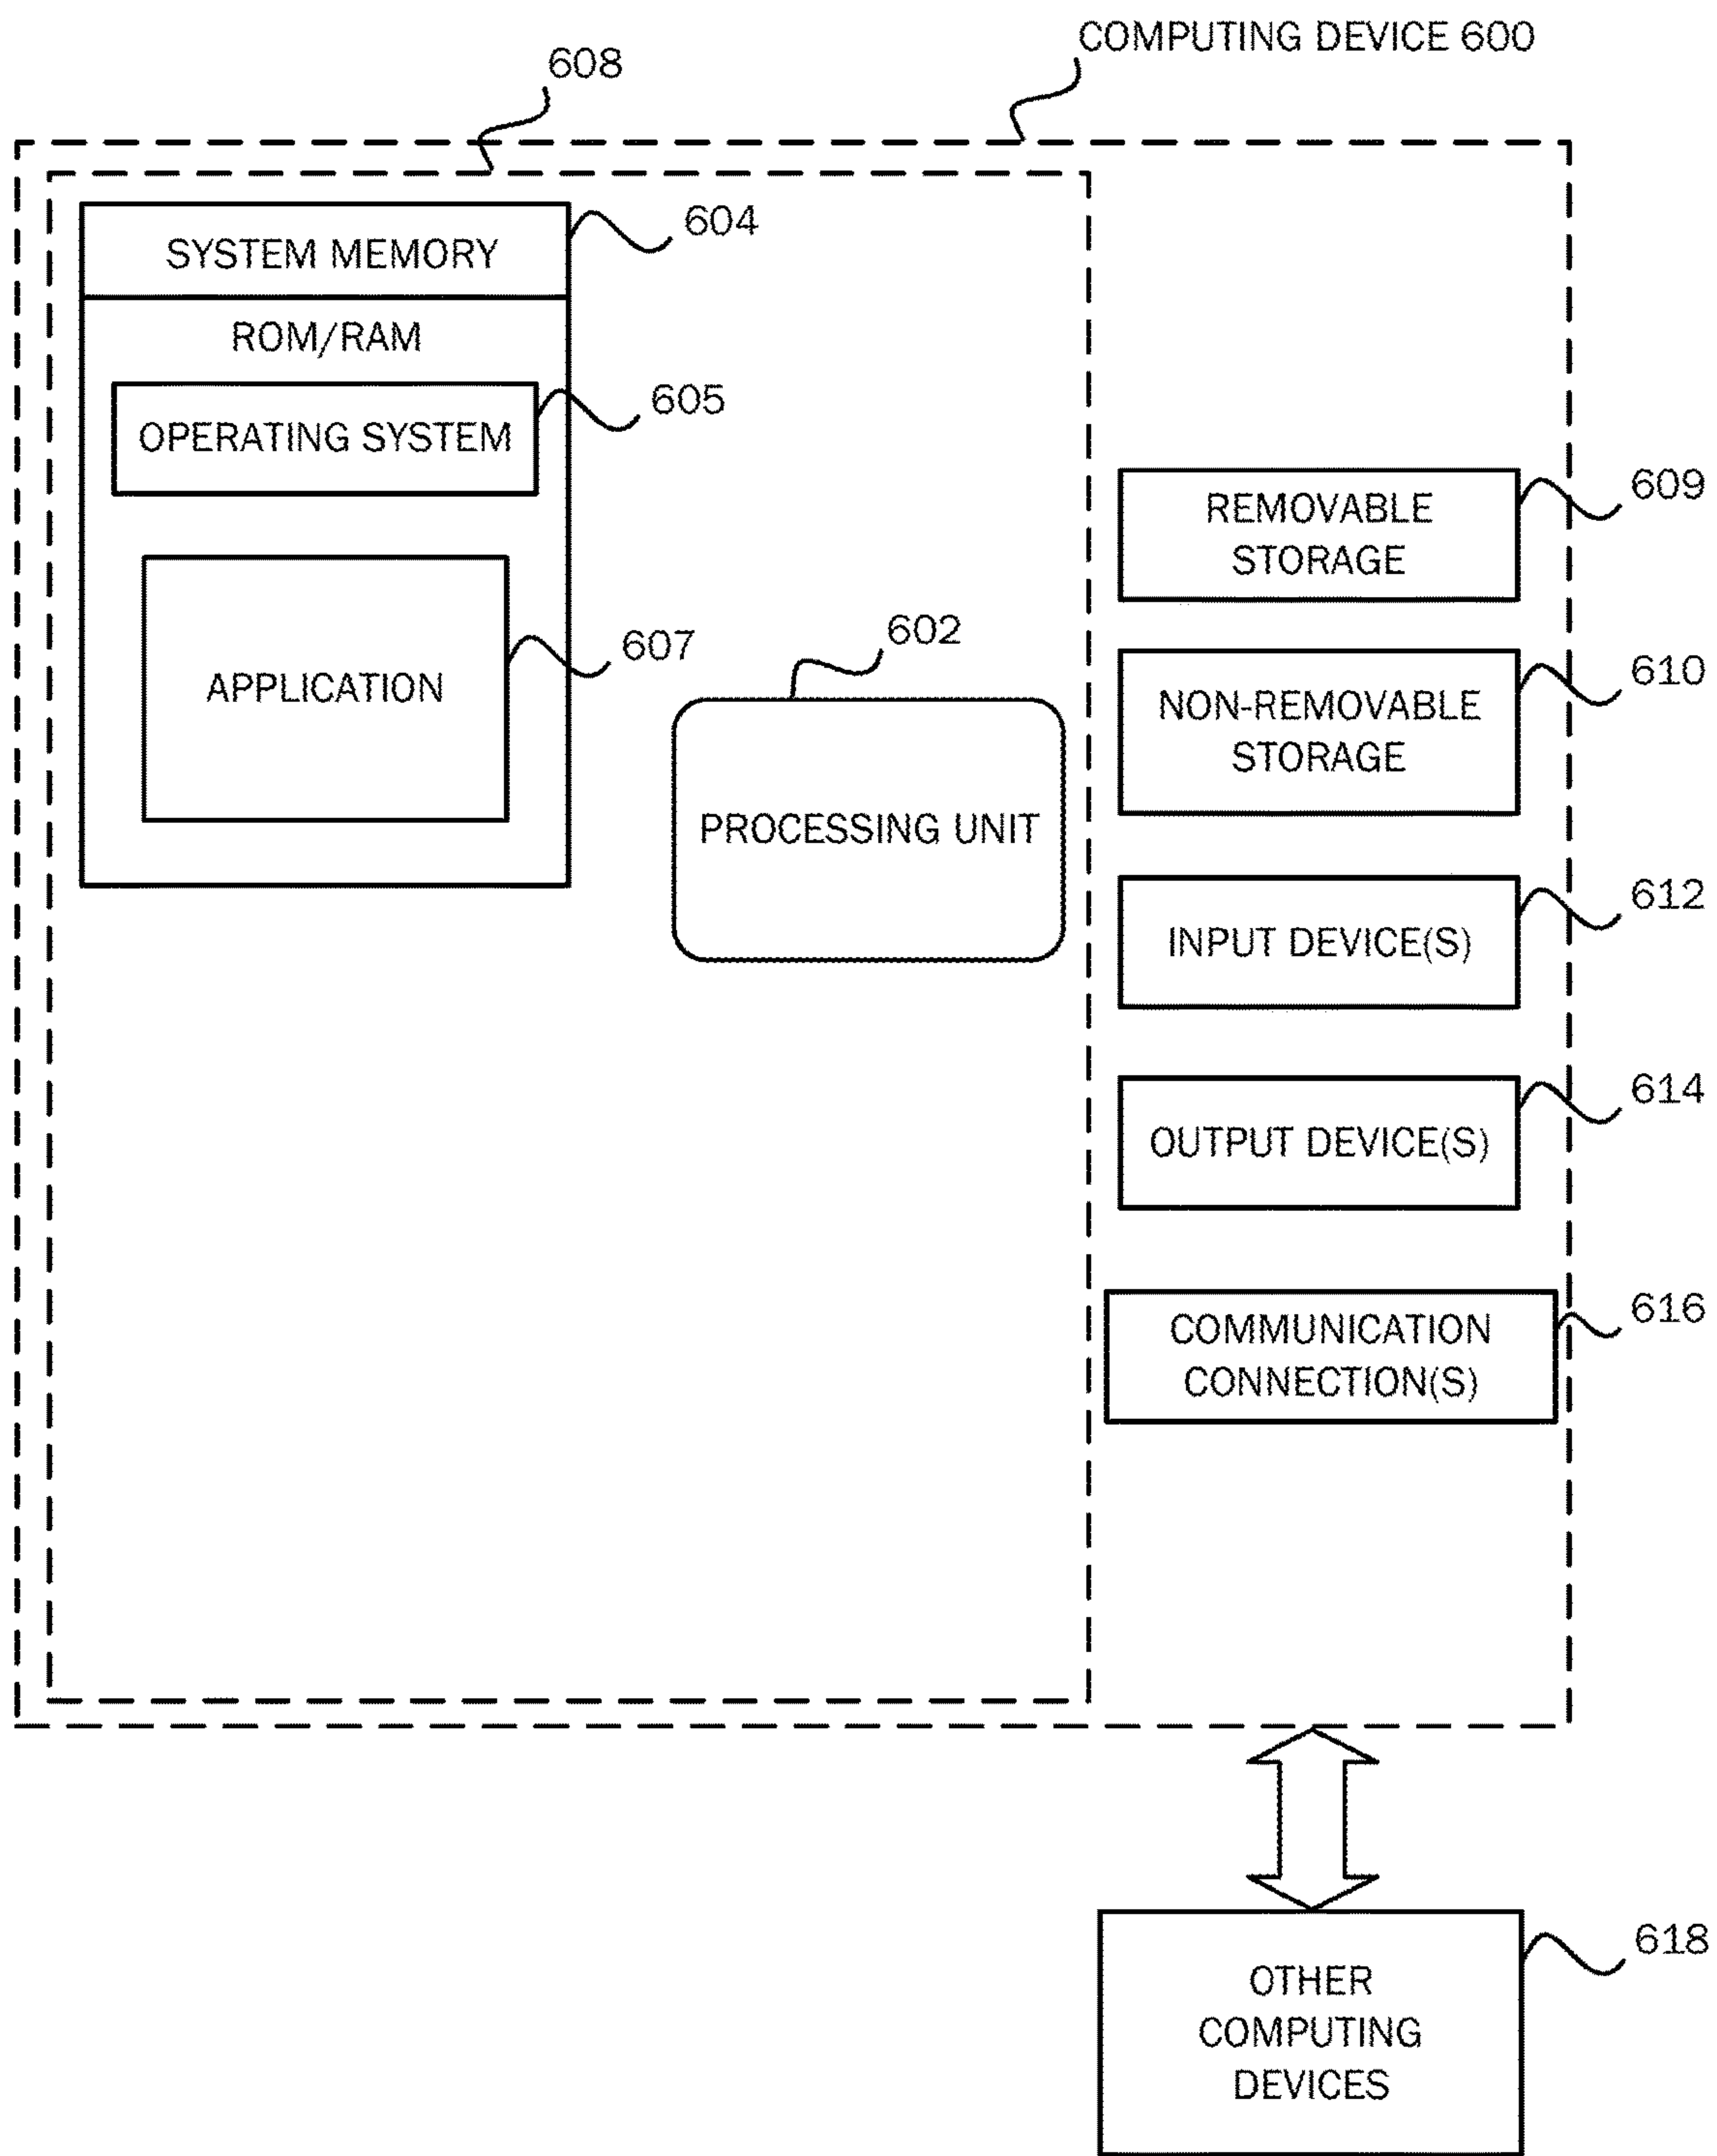 COMPUTING DEVICE 600
608
604
SYSTEM MEMORY
ROM/RAM
605
OPERATING SYSTEM
607
APPLICATION
602
PROCESSING UNIT
609
REMOVABLE
STORAGE
610
NON-REMOVABLE
STORAGE
612
INPUT DEVICE(S)
614
OUTPUT DEVICE(S)
616
COMMUNICATION
CONNECTION(S)
618
OTHER
COMPUTING
DEVICES